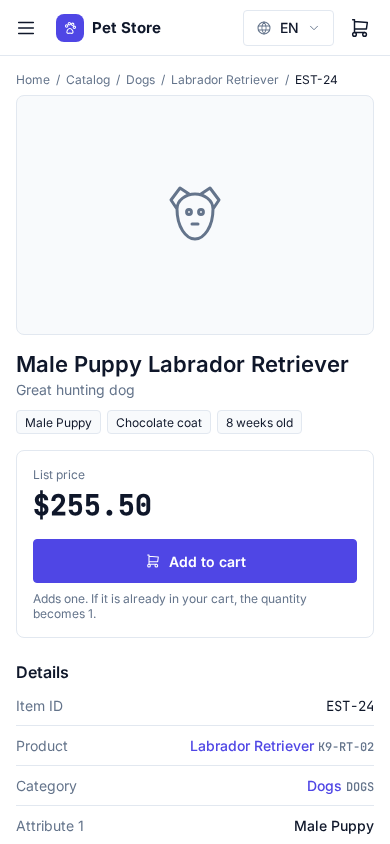 Pet Store
EN
Home / Catalog / Dogs / Labrador Retriever / EST-24
Male Puppy Labrador Retriever
Great hunting dog
Male Puppy
Chocolate coat
8 weeks old
List price
$255.50
Add to cart
Adds one. If it is already in your cart, the quantity
becomes 1.
Details
Item ID EST-24
Product Labrador Retriever K9-RT-02
Category Dogs DOGS
Attribute 1 Male Puppy